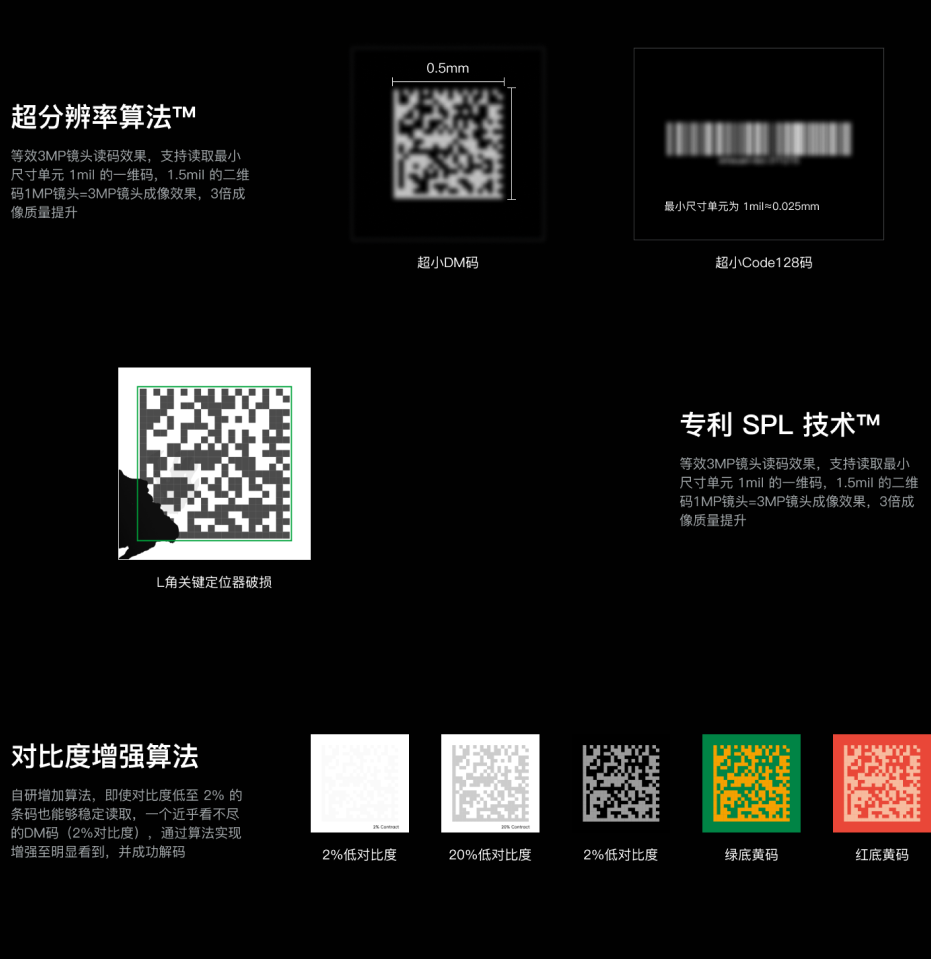 超分辨率算法™
等效3MP镜头读码效果，支持读取最小
尺寸单元 1mil 的一维码，1.5mil 的二维
码1MP镜头=3MP镜头成像效果，3倍成
像质量提升
0.5mm
超小DM码
最小尺寸单元为 1mil≈0.025mm
超小Code128码
L角关键定位器破损
专利 SPL 技术™
等效3MP镜头读码效果，支持读取最小
尺寸单元 1mil 的一维码，1.5mil 的二维
码1MP镜头=3MP镜头成像效果，3倍成
像质量提升
对比度增强算法
自研增加算法，即使对比度低至 2% 的
条码也能够稳定读取，一个近乎看不尽
的DM码（2%对比度），通过算法实现
增强至明显看到，并成功解码
2% Contract
2%低对比度
20% Contract
20%低对比度
2%低对比度
绿底黄码
红底黄码